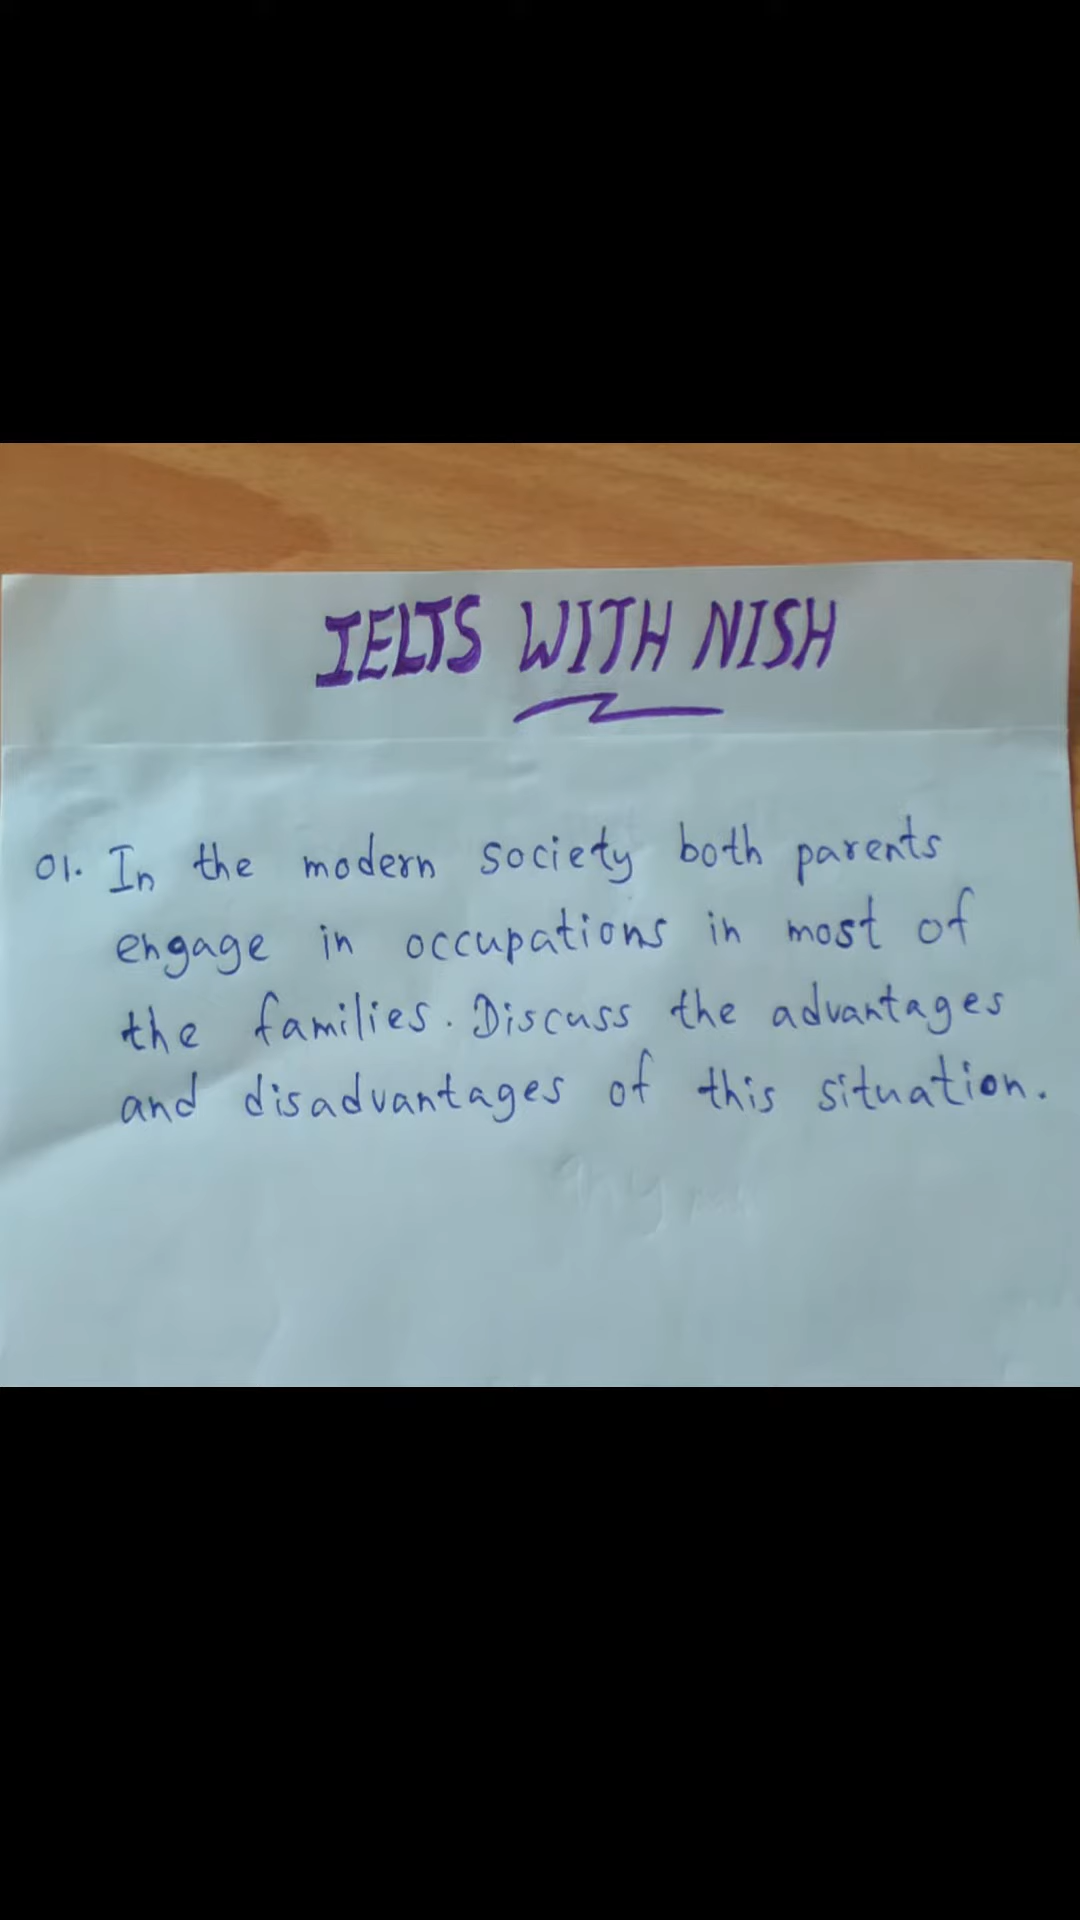 IELTS WITH NISH
01. In the modern society both parents
engage in occupations in most of
the families. Discuss the advantages
and disadvantages of this situation.